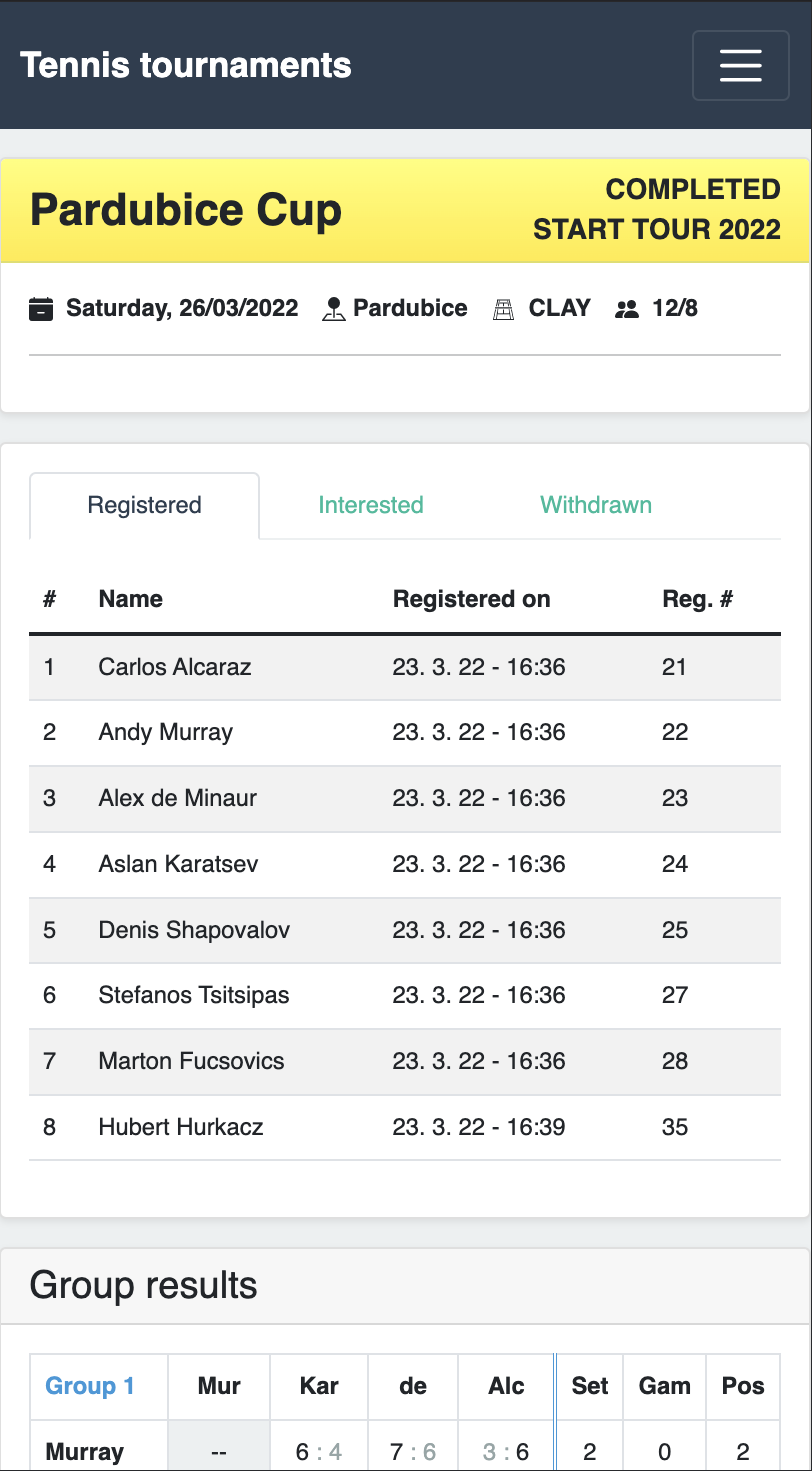 Tennis tournaments
Pardubice Cup
COMPLETED
START TOUR 2022
Saturday, 26/03/2022 Pardubice CLAY 12/8
Registered Interested Withdrawn
# Name Registered on Reg. #
1 Carlos Alcaraz 23. 3. 22 - 16:36 21
2 Andy Murray 23. 3. 22 - 16:36 22
3 Alex de Minaur 23. 3. 22 - 16:36 23
4 Aslan Karatsev 23. 3. 22 - 16:36 24
5 Denis Shapovalov 23. 3. 22 - 16:36 25
6 Stefanos Tsitsipas 23. 3. 22 - 16:36 27
7 Marton Fucsovics 23. 3. 22 - 16:36 28
8 Hubert Hurkacz 23. 3. 22 - 16:39 35
Group results
Group 1 Mur Kar de Alc Set Gam Pos
Murray -- 6 : 4 7 : 6 3 : 6 2 0 2